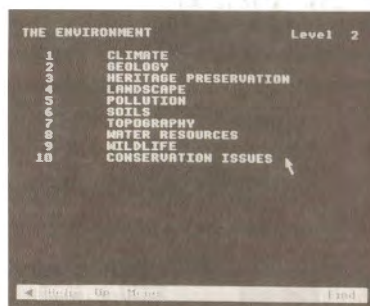 THE ENVIRONMENT Level 2
1 CLIMATE
2 GEOLOGY
3 HERITAGE PRESERVATION
4 LANDSCAPE
5 POLLUTION
6 SOILS
7 TOPOGRAPHY
8 WATER RESOURCES
9 WILDLIFE
10 CONSERVATION ISSUES
Up Find